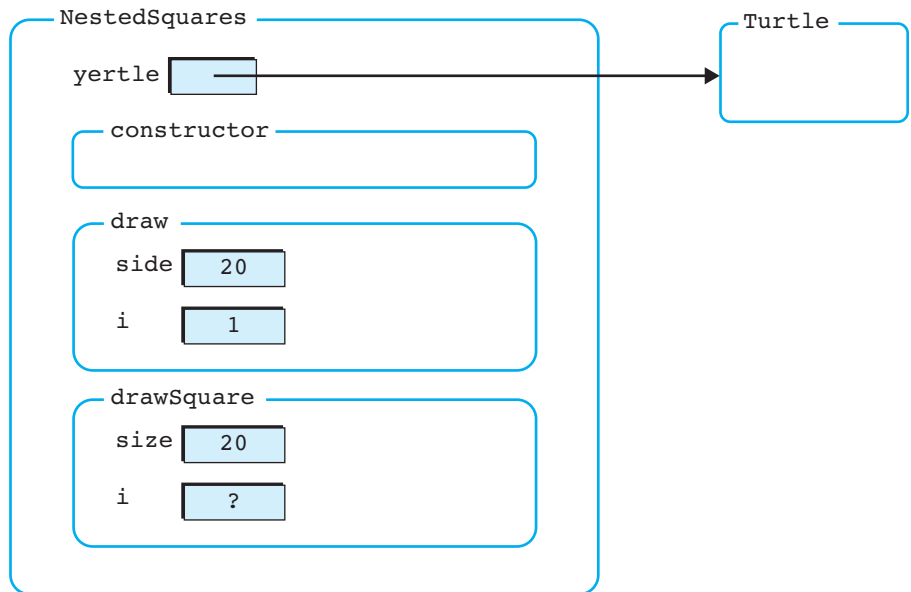 NestedSquares
Turtle
yertle
constructor
draw
side 20
i 1
drawSquare
size 20
i ?